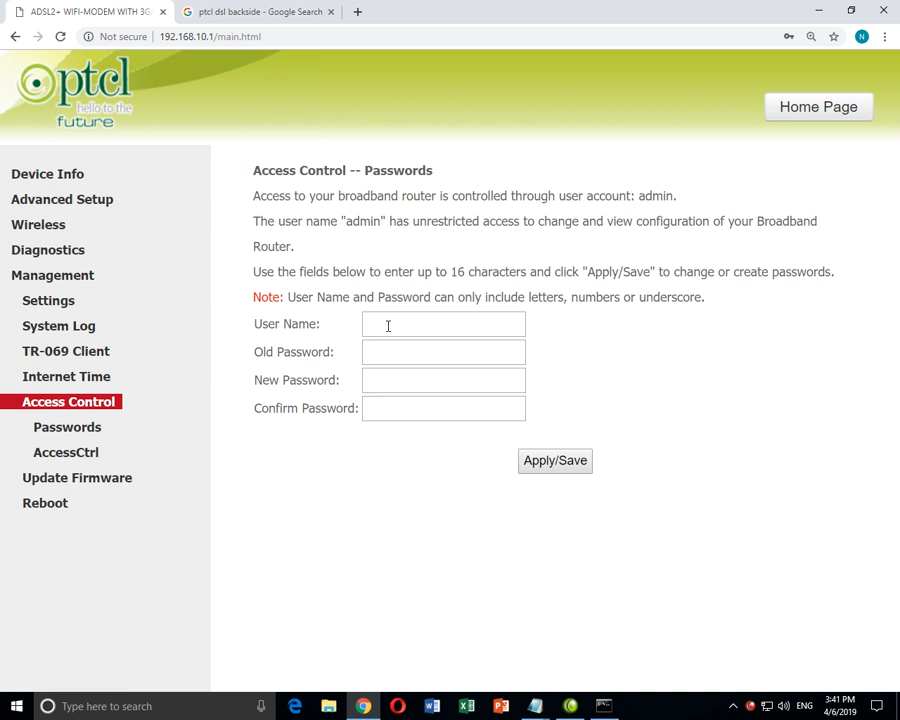 ADSL2+ WIFI-MODEM WITH 3G
ptcl dsl backside - Google Search
Not secure
192.168.10.1/main.html
N
ptcl
hello to the
future
Home Page
Device Info
Advanced Setup
Wireless
Diagnostics
Management
Settings
System Log
TR-069 Client
Internet Time
Access Control
Passwords
AccessCtrl
Update Firmware
Reboot
Access Control -- Passwords
Access to your broadband router is controlled through user account: admin.
The user name "admin" has unrestricted access to change and view configuration of your Broadband
Router.
Use the fields below to enter up to 16 characters and click "Apply/Save" to change or create passwords.
Note: User Name and Password can only include letters, numbers or underscore.
User Name:
Old Password:
New Password:
Confirm Password:
Apply/Save
Type here to search
ENG
3:41 PM
4/6/2019